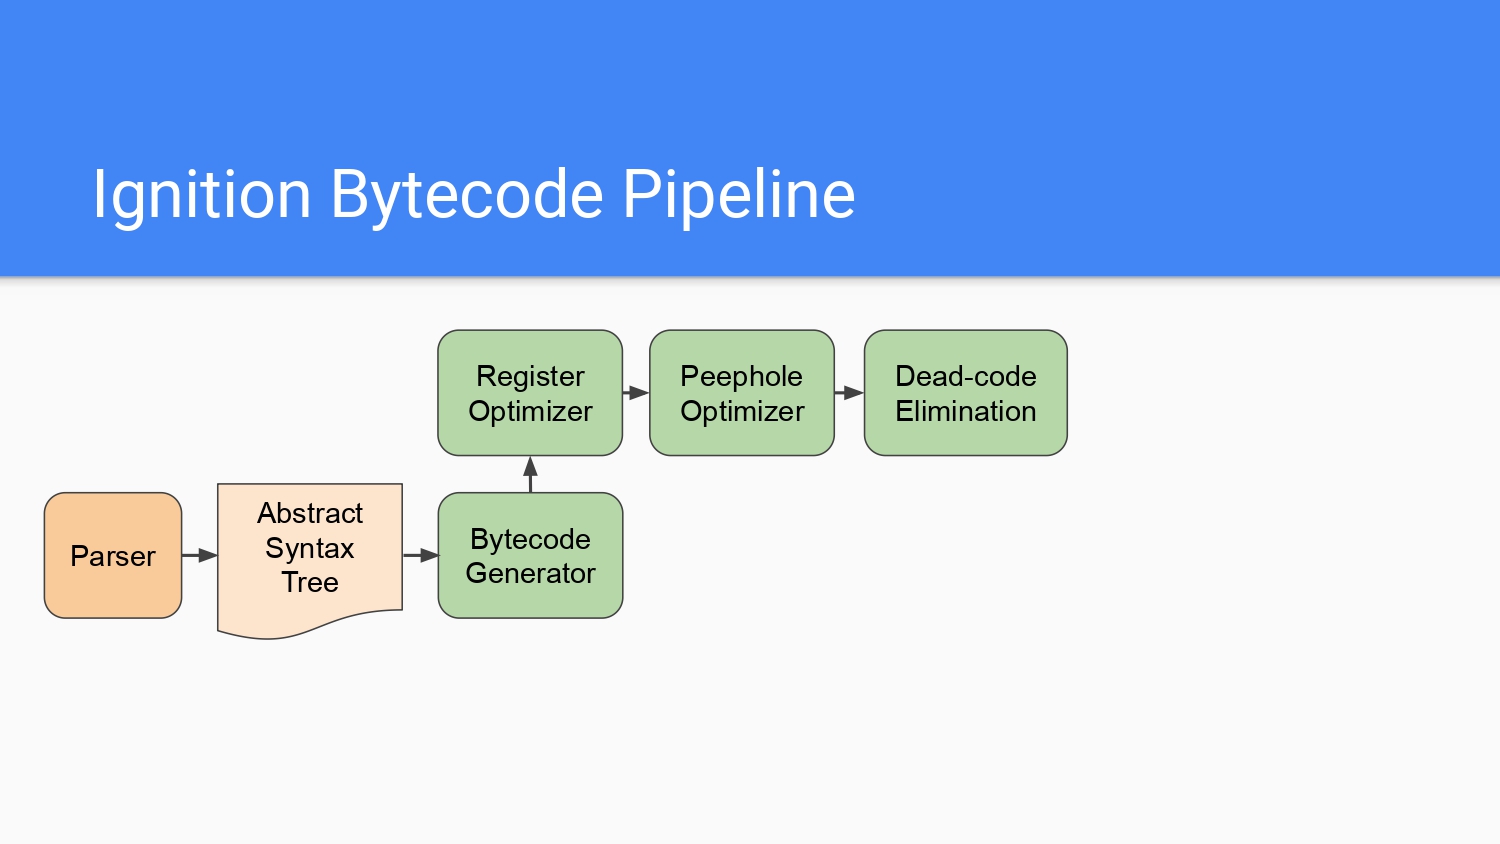 Ignition Bytecode Pipeline
Register
Optimizer
Peephole
Optimizer
Dead-code
Elimination
Parser
Abstract
Syntax
Tree
Bytecode
Generator